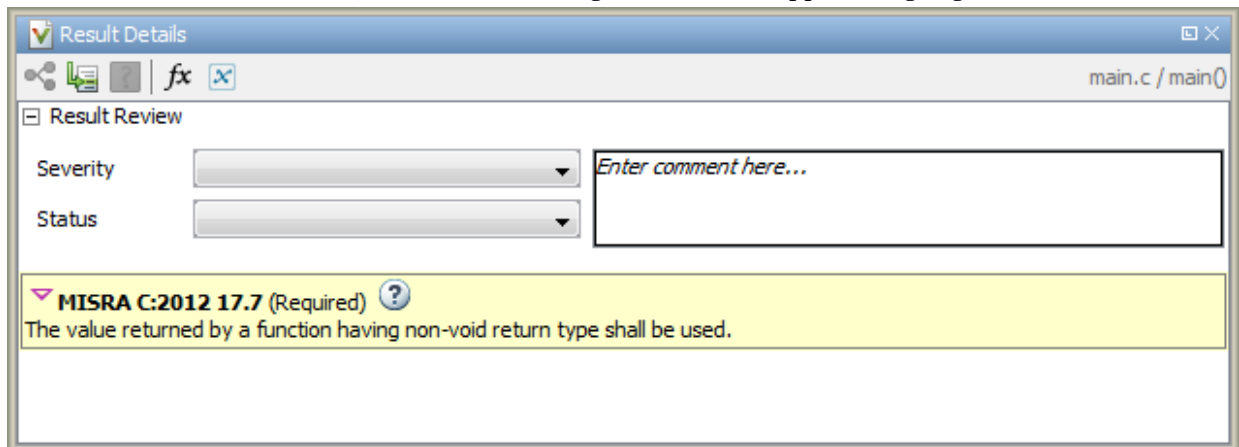 Result Details
? fx x main.c / main()
Result Review
Severity Enter comment here...
Status
MISRA C:2012 17.7 (Required) ?
The value returned by a function having non-void return type shall be used.